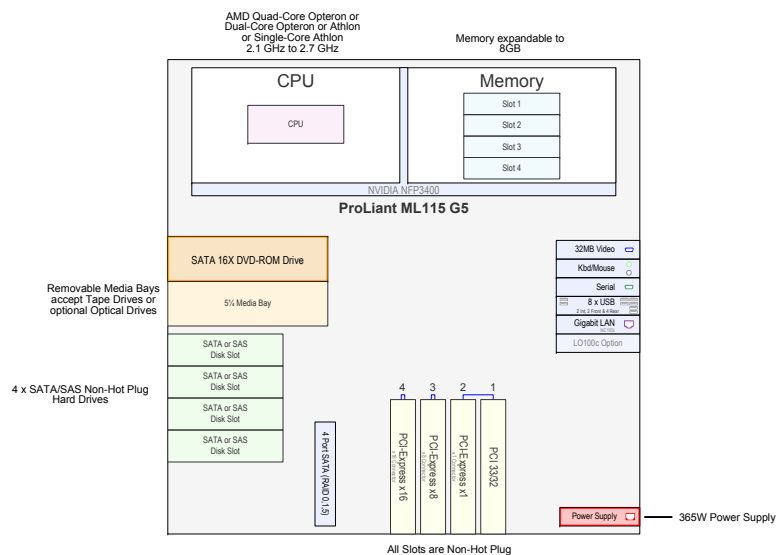 AMD Quad-Core Opteron or
Dual-Core Opteron or Athlon
or Single-Core Athlon
2.1 GHz to 2.7 GHz
Memory expandable to
8GB
CPU
CPU
Memory
Slot 1
Slot 2
Slot 3
Slot 4
NVIDIA NFP3400
ProLiant ML115 G5
SATA 16X DVD-ROM Drive
5¼ Media Bay
Removable Media Bays
accept Tape Drives or
optional Optical Drives
32MB Video
Kbd/Mouse
Serial
8 x USB
2 Int, 2 Front & 4 Rear
Gigabit LAN
LO100c Option
SATA or SAS
Disk Slot
SATA or SAS
Disk Slot
SATA or SAS
Disk Slot
SATA or SAS
Disk Slot
4 x SATA/SAS Non-Hot Plug
Hard Drives
4 Port SATA (RAID 0,1,5)
4
3
2
1
PCI-Express x16
x16 Connector
PCI-Express x8
x8 Connector
PCI-Express x1
x1 Connector
PCI 33/32
Power Supply
365W Power Supply
All Slots are Non-Hot Plug